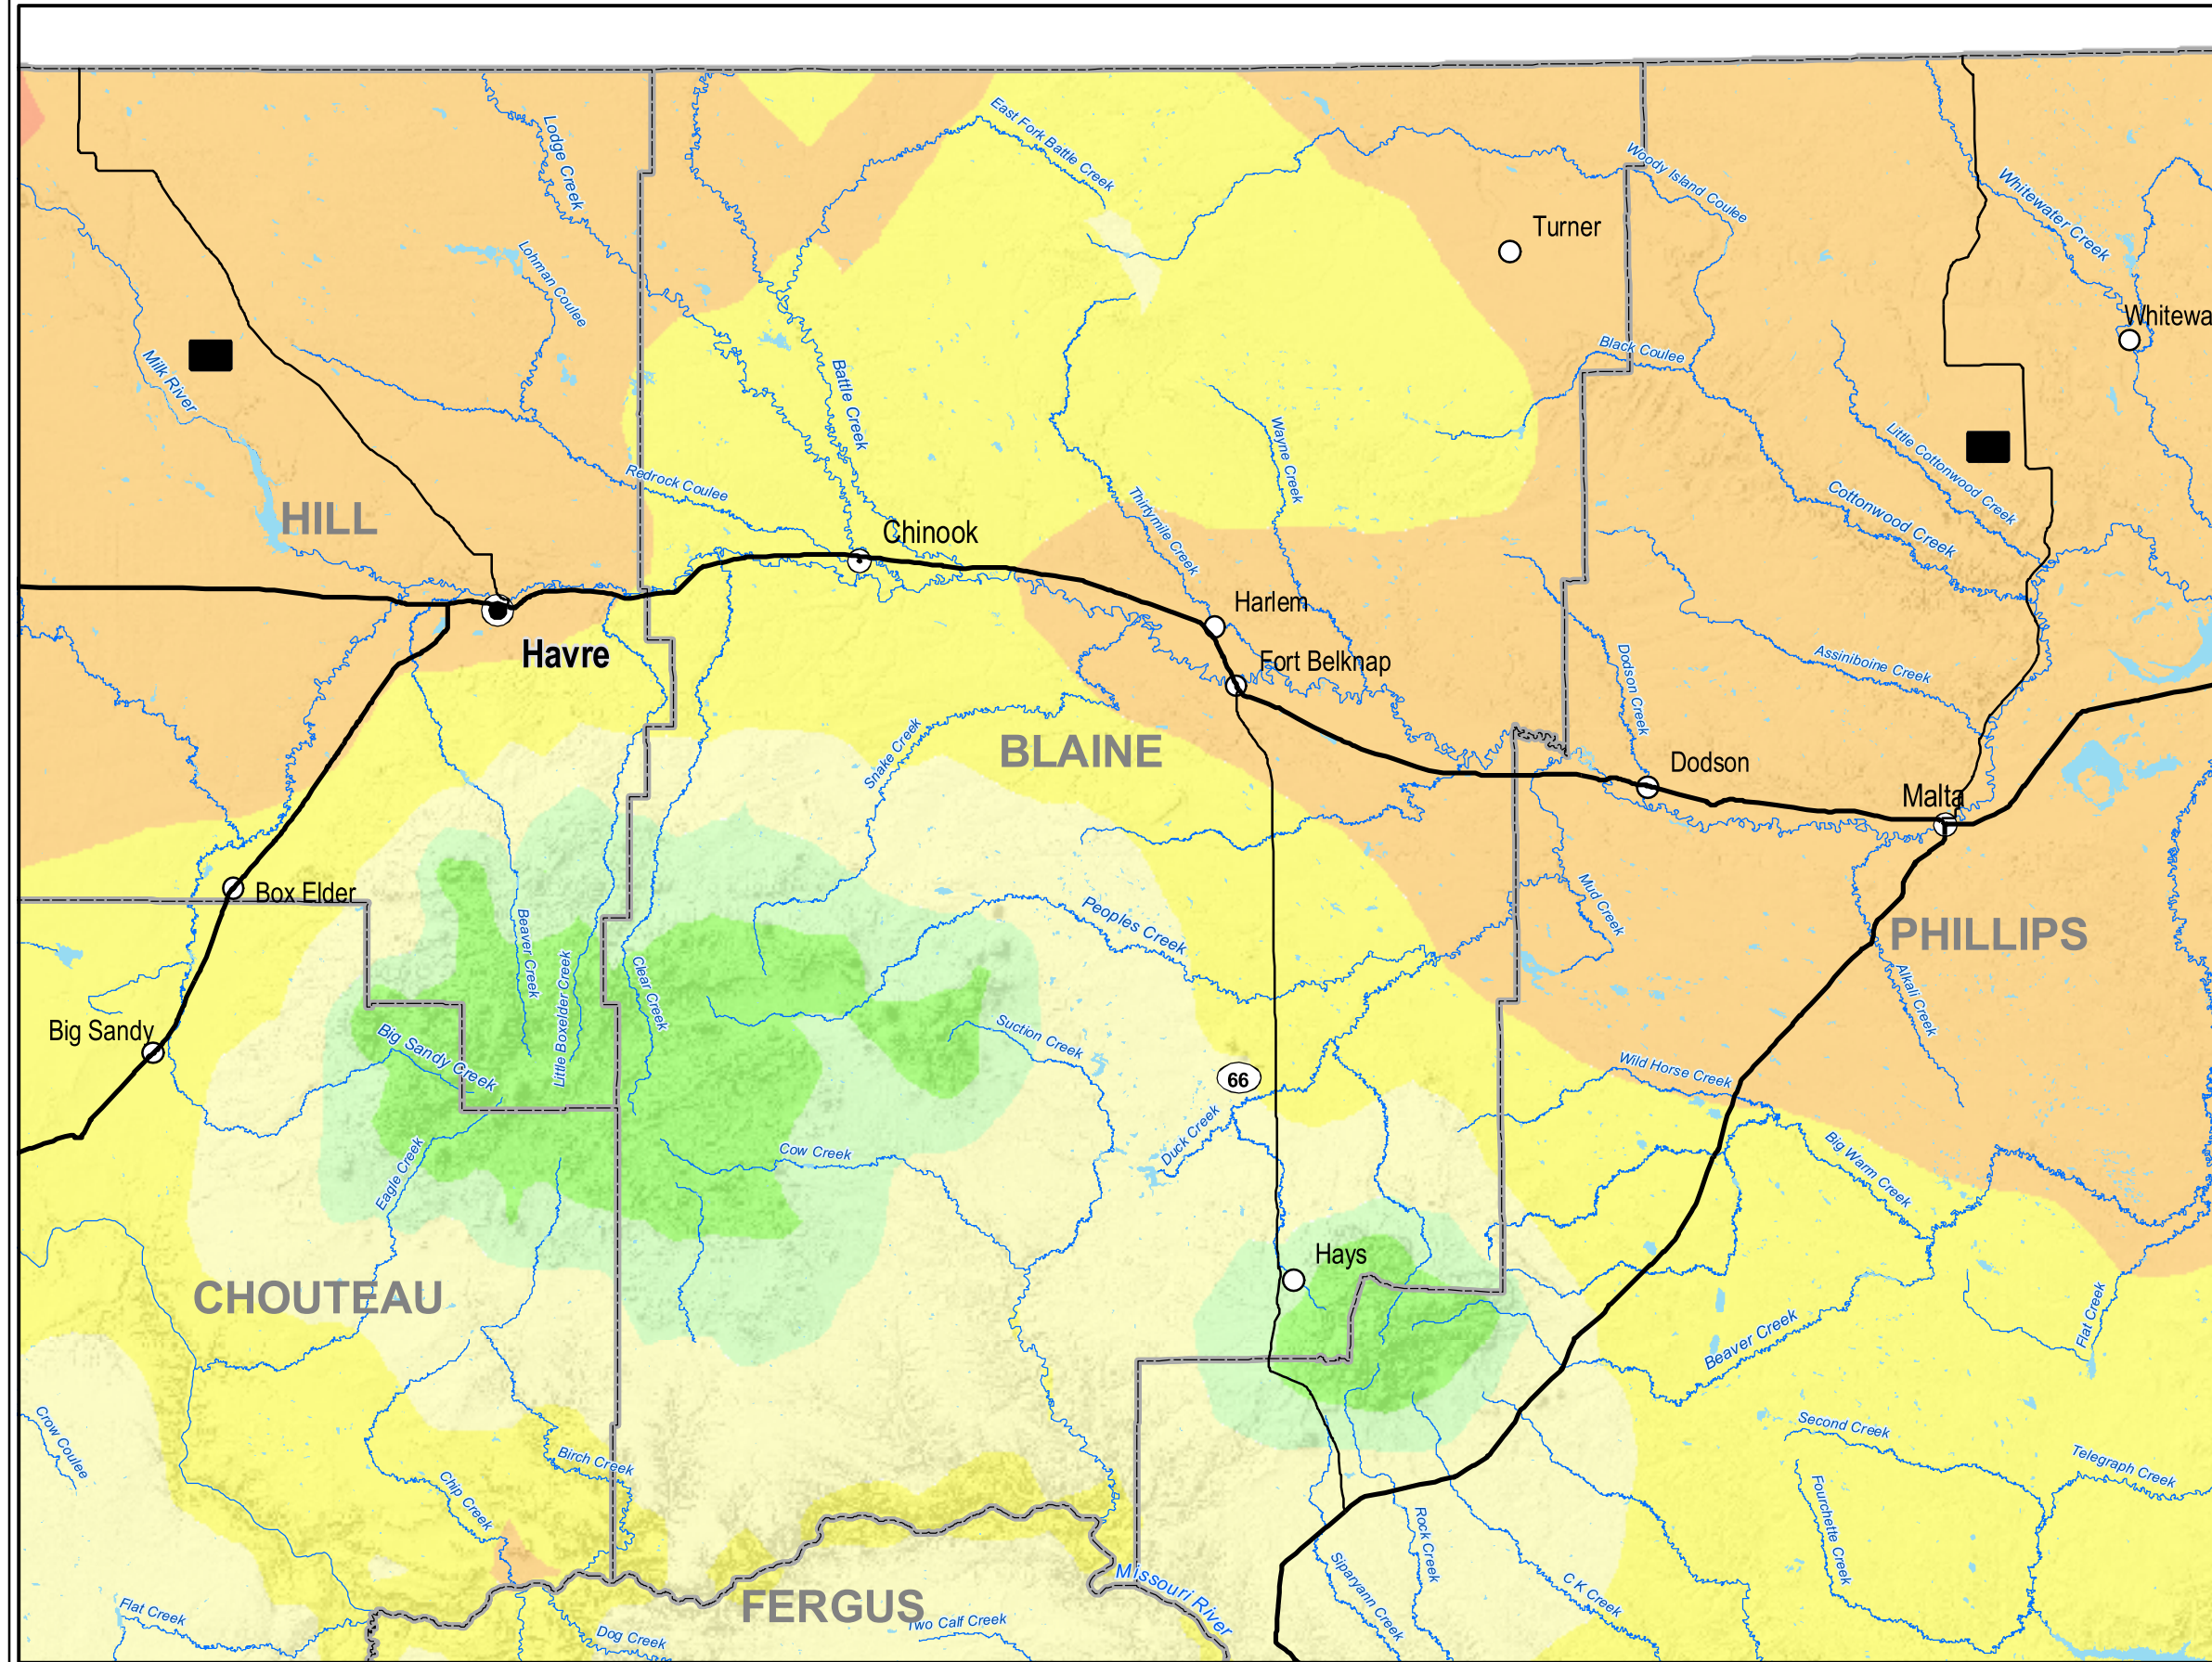 East Fork Battle Creek
Lodge Creek
Woody Island Coulee
Whitewater Creek
Turner
Lohman Coulee
Whitewa
Black Coulee
Milk River
Battle Creek
Wayne Creek
Little Cottonwood Creek
Redrock Coulee
HILL
Thirtymile Creek
Cottonwood Creek
Chinook
Harlem
Havre
Fort Belknap
Dodson Creek
Assiniboine Creek
Snake Creek
BLAINE
Dodson
Malta
Box Elder
Mud Creek
Peoples Creek
PHILLIPS
Beaver Creek
Little Boxelder Creek
Clear Creek
Alkali Creek
Big Sandy
Big Sandy Creek
Suction Creek
66
Wild Horse Creek
Duck Creek
Cow Creek
Eagle Creek
Big Warm Creek
Hays
CHOUTEAU
Flat Creek
Beaver Creek
Crow Coulee
Second Creek
Birch Creek
Telegraph Creek
Chip Creek
Fourchette Creek
Rock Creek
Missouri River
Siparyann Creek
C K Creek
FERGUS
Flat Creek
Two Calf Creek
Dog Creek